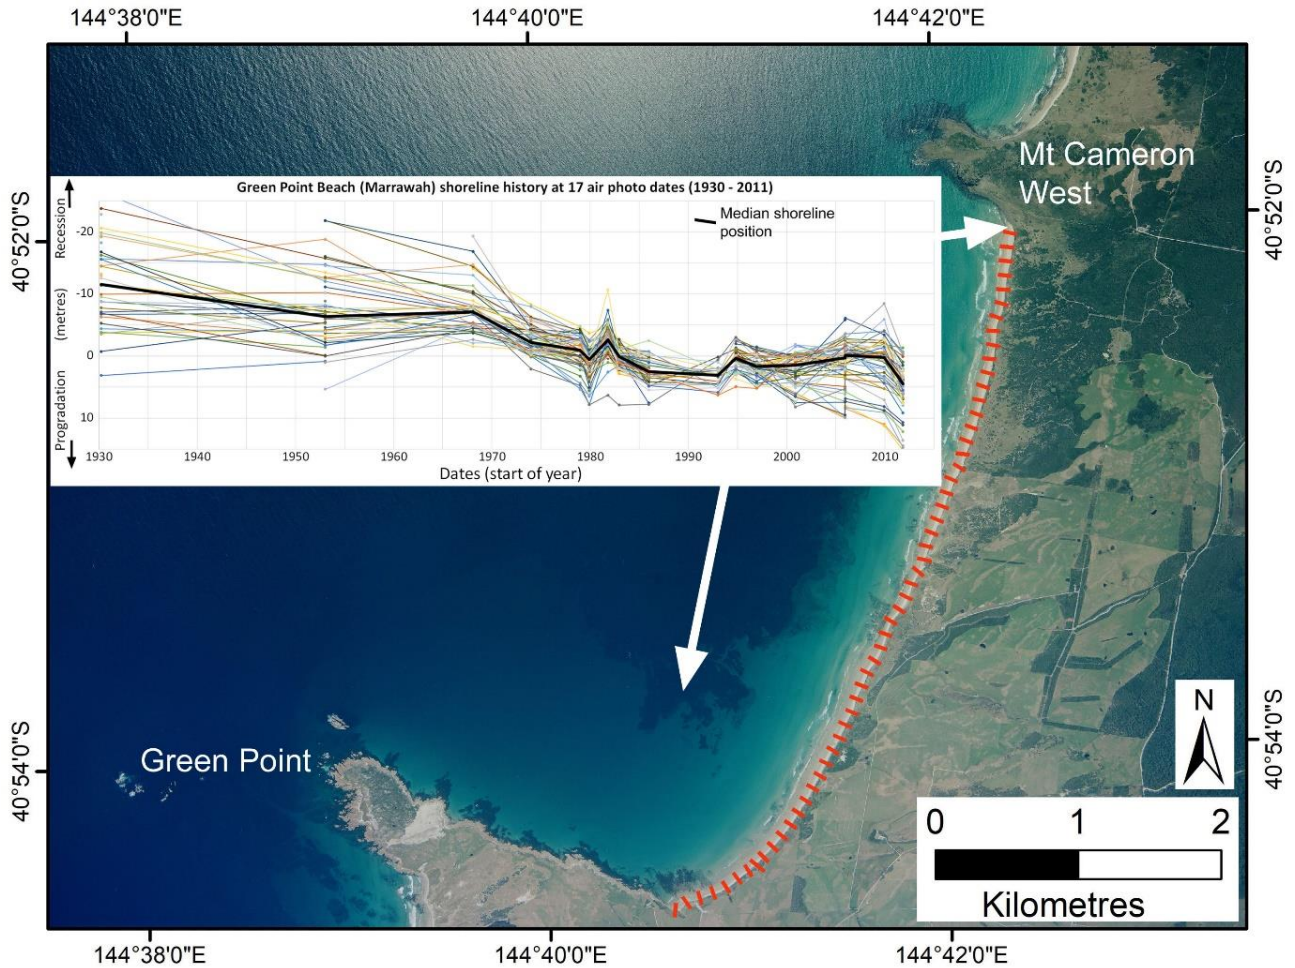 144°38'0"E
144°40'0"E
144°42'0"E
Mt Cameron
West
40°52'0"S
40°52'0"S
Green Point Beach (Marrawah) shoreline history at 17 air photo dates (1930 - 2011)
Recession
(metres)
Progradation
Median shoreline
position
-20
-10
0
10
1930 1940 1950 1960 1970 1980 1990 2000 2010
Dates (start of year)
Green Point
N
40°54'0"S
40°54'0"S
0 1 2
Kilometres
144°38'0"E
144°40'0"E
144°42'0"E